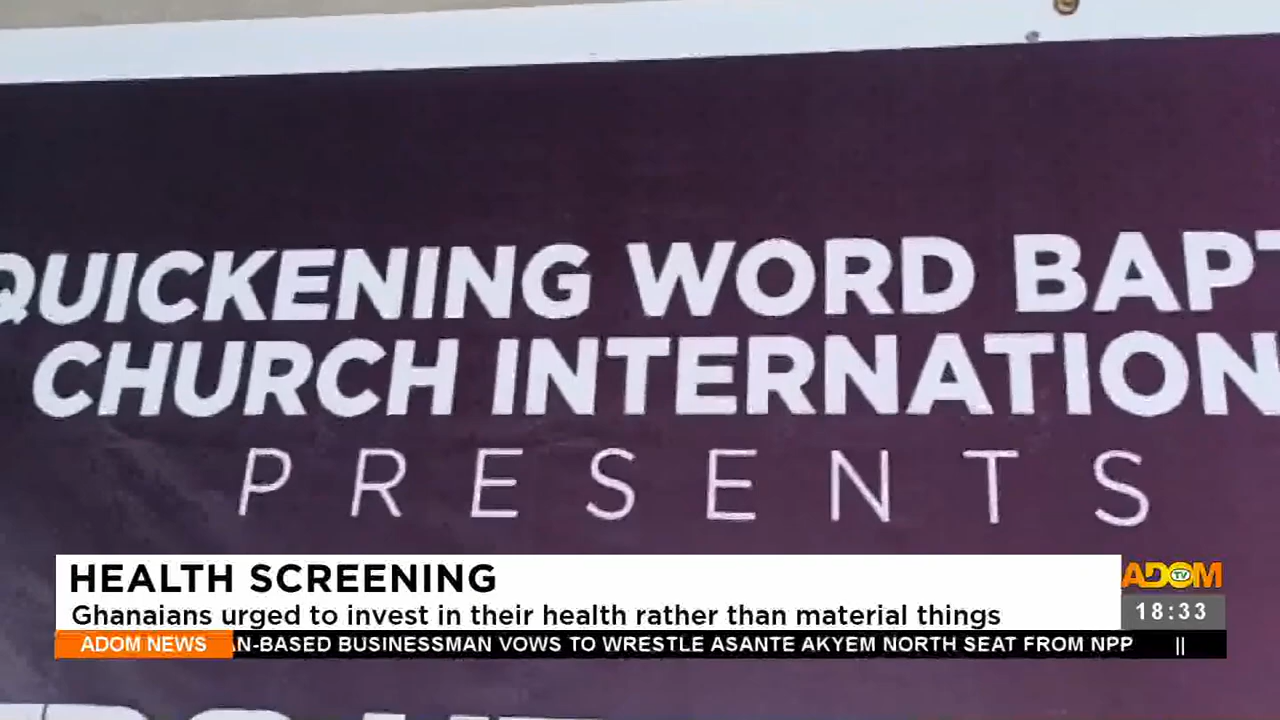 QUICKENING WORD BAPT
CHURCH INTERNATION
PRESENTS
HEALTH SCREENING
Ghanaians urged to invest in their health rather than material things
ADOM TV
18:33
ADOM NEWS
N-BASED BUSINESSMAN VOWS TO WRESTLE ASANTE AKYEM NORTH SEAT FROM NPP ||